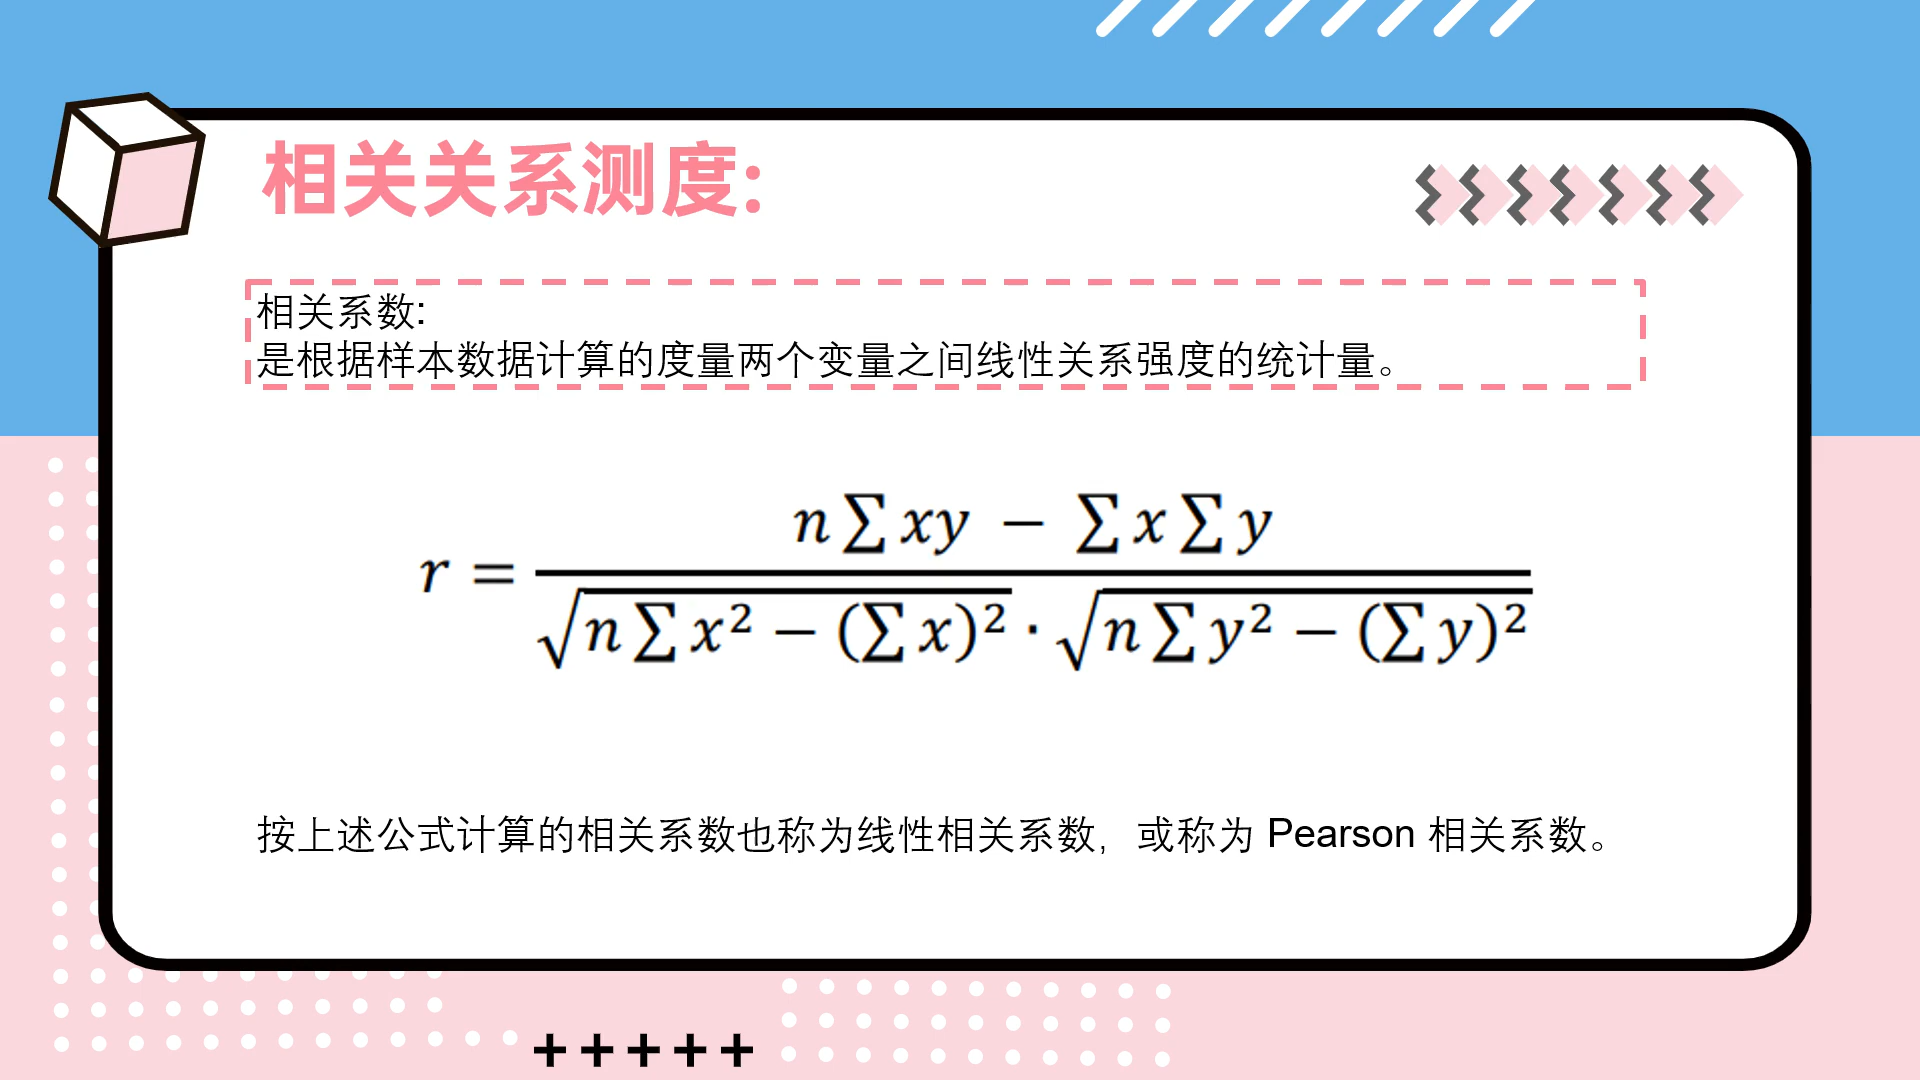 相关关系测度:
相关系数:
是根据样本数据计算的度量两个变量之间线性关系强度的统计量。
r = \frac{n∑xy − ∑x∑y}{\sqrt{n∑x² − (∑x)²} · \sqrt{n∑y² − (∑y)²}}
按上述公式计算的相关系数也称为线性相关系数，或称为 Pearson 相关系数。